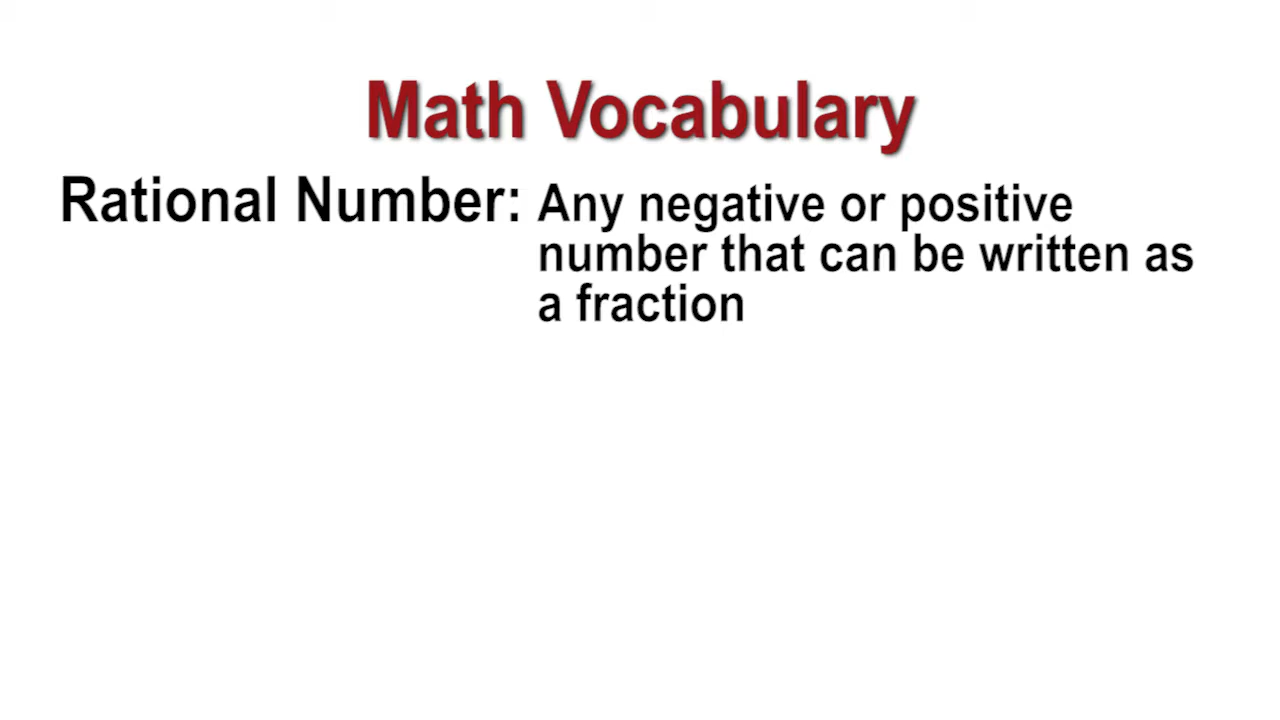 Math Vocabulary
Rational Number: Any negative or positive
number that can be written as
a fraction